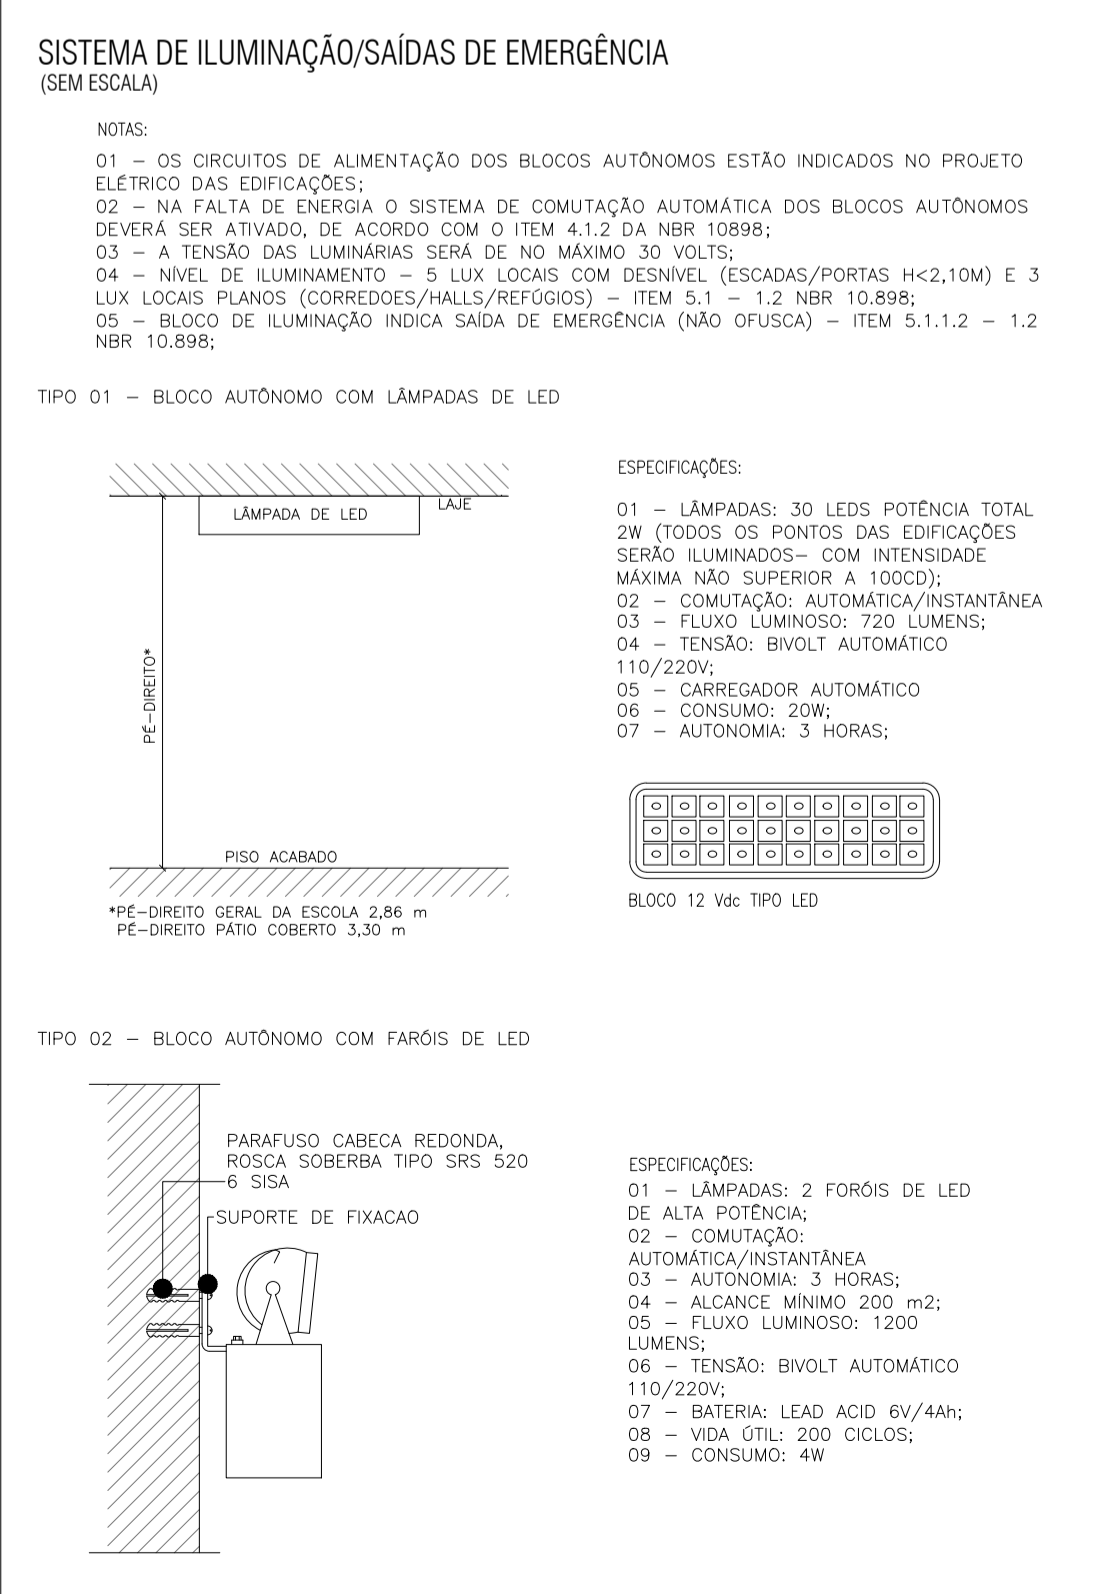 SISTEMA DE ILUMINAÇÃO/SAÍDAS DE EMERGÊNCIA
(SEM ESCALA)
NOTAS:
01 – OS CIRCUITOS DE ALIMENTAÇÃO DOS BLOCOS AUTÔNOMOS ESTÃO INDICADOS NO PROJETO
ELÉTRICO DAS EDIFICAÇÕES;
02 – NA FALTA DE ENERGIA O SISTEMA DE COMUTAÇÃO AUTOMÁTICA DOS BLOCOS AUTÔNOMOS
DEVERÁ SER ATIVADO, DE ACORDO COM O ITEM 4.1.2 DA NBR 10898;
03 – A TENSÃO DAS LUMINÁRIAS SERÁ DE NO MÁXIMO 30 VOLTS;
04 – NÍVEL DE ILUMINAMENTO – 5 LUX LOCAIS COM DESNÍVEL (ESCADAS/PORTAS H<2,10M) E 3
LUX LOCAIS PLANOS (CORREDOES/HALLS/REFÚGIOS) – ITEM 5.1 – 1.2 NBR 10.898;
05 – BLOCO DE ILUMINAÇÃO INDICA SAÍDA DE EMERGÊNCIA (NÃO OFUSCA) – ITEM 5.1.1.2 – 1.2
NBR 10.898;
TIPO 01 – BLOCO AUTÔNOMO COM LÂMPADAS DE LED
LAJE
LÂMPADA DE LED
PÉ–DIREITO*
PISO ACABADO
*PÉ–DIREITO GERAL DA ESCOLA 2,86 m
PÉ–DIREITO PÁTIO COBERTO 3,30 m
ESPECIFICAÇÕES:
01 – LÂMPADAS: 30 LEDS POTÊNCIA TOTAL
2W (TODOS OS PONTOS DAS EDIFICAÇÕES
SERÃO ILUMINADOS– COM INTENSIDADE
MÁXIMA NÃO SUPERIOR A 100CD);
02 – COMUTAÇÃO: AUTOMÁTICA/INSTANTÂNEA
03 – FLUXO LUMINOSO: 720 LUMENS;
04 – TENSÃO: BIVOLT AUTOMÁTICO
110/220V;
05 – CARREGADOR AUTOMÁTICO
06 – CONSUMO: 20W;
07 – AUTONOMIA: 3 HORAS;
BLOCO 12 Vdc TIPO LED
TIPO 02 – BLOCO AUTÔNOMO COM FARÓIS DE LED
PARAFUSO CABECA REDONDA,
ROSCA SOBERBA TIPO SRS 520
6 SISA
SUPORTE DE FIXACAO
ESPECIFICAÇÕES:
01 – LÂMPADAS: 2 FORÓIS DE LED
DE ALTA POTÊNCIA;
02 – COMUTAÇÃO:
AUTOMÁTICA/INSTANTÂNEA
03 – AUTONOMIA: 3 HORAS;
04 – ALCANCE MÍNIMO 200 m2;
05 – FLUXO LUMINOSO: 1200
LUMENS;
06 – TENSÃO: BIVOLT AUTOMÁTICO
110/220V;
07 – BATERIA: LEAD ACID 6V/4Ah;
08 – VIDA ÚTIL: 200 CICLOS;
09 – CONSUMO: 4W